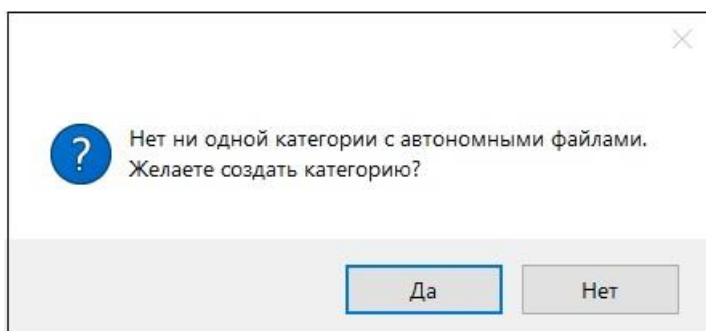 Нет ни одной категории с автономными файлами.
Желаете создать категорию?
Да Нет